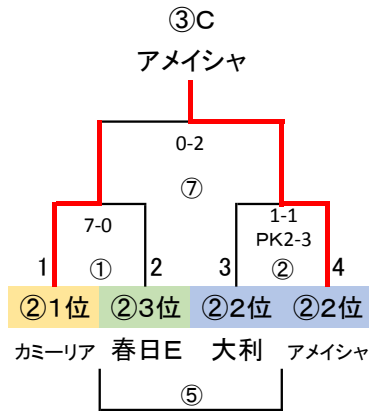 ③C
アメイシャ
0-2
⑦
7-0
1-1
PK2-3
1 ① 2 3 ② 4
②1位 ②3位 ②2位 ②2位
カミーリア 春日E 大利 アメイシャ
⑤